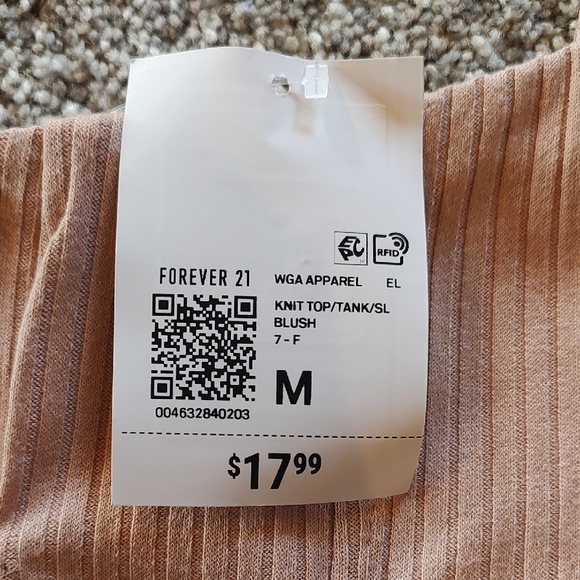 EPC
RFID
FOREVER 21
WGA APPAREL EL
KNIT TOP/TANK/SL
BLUSH
7 - F
M
004632840203
$17.99